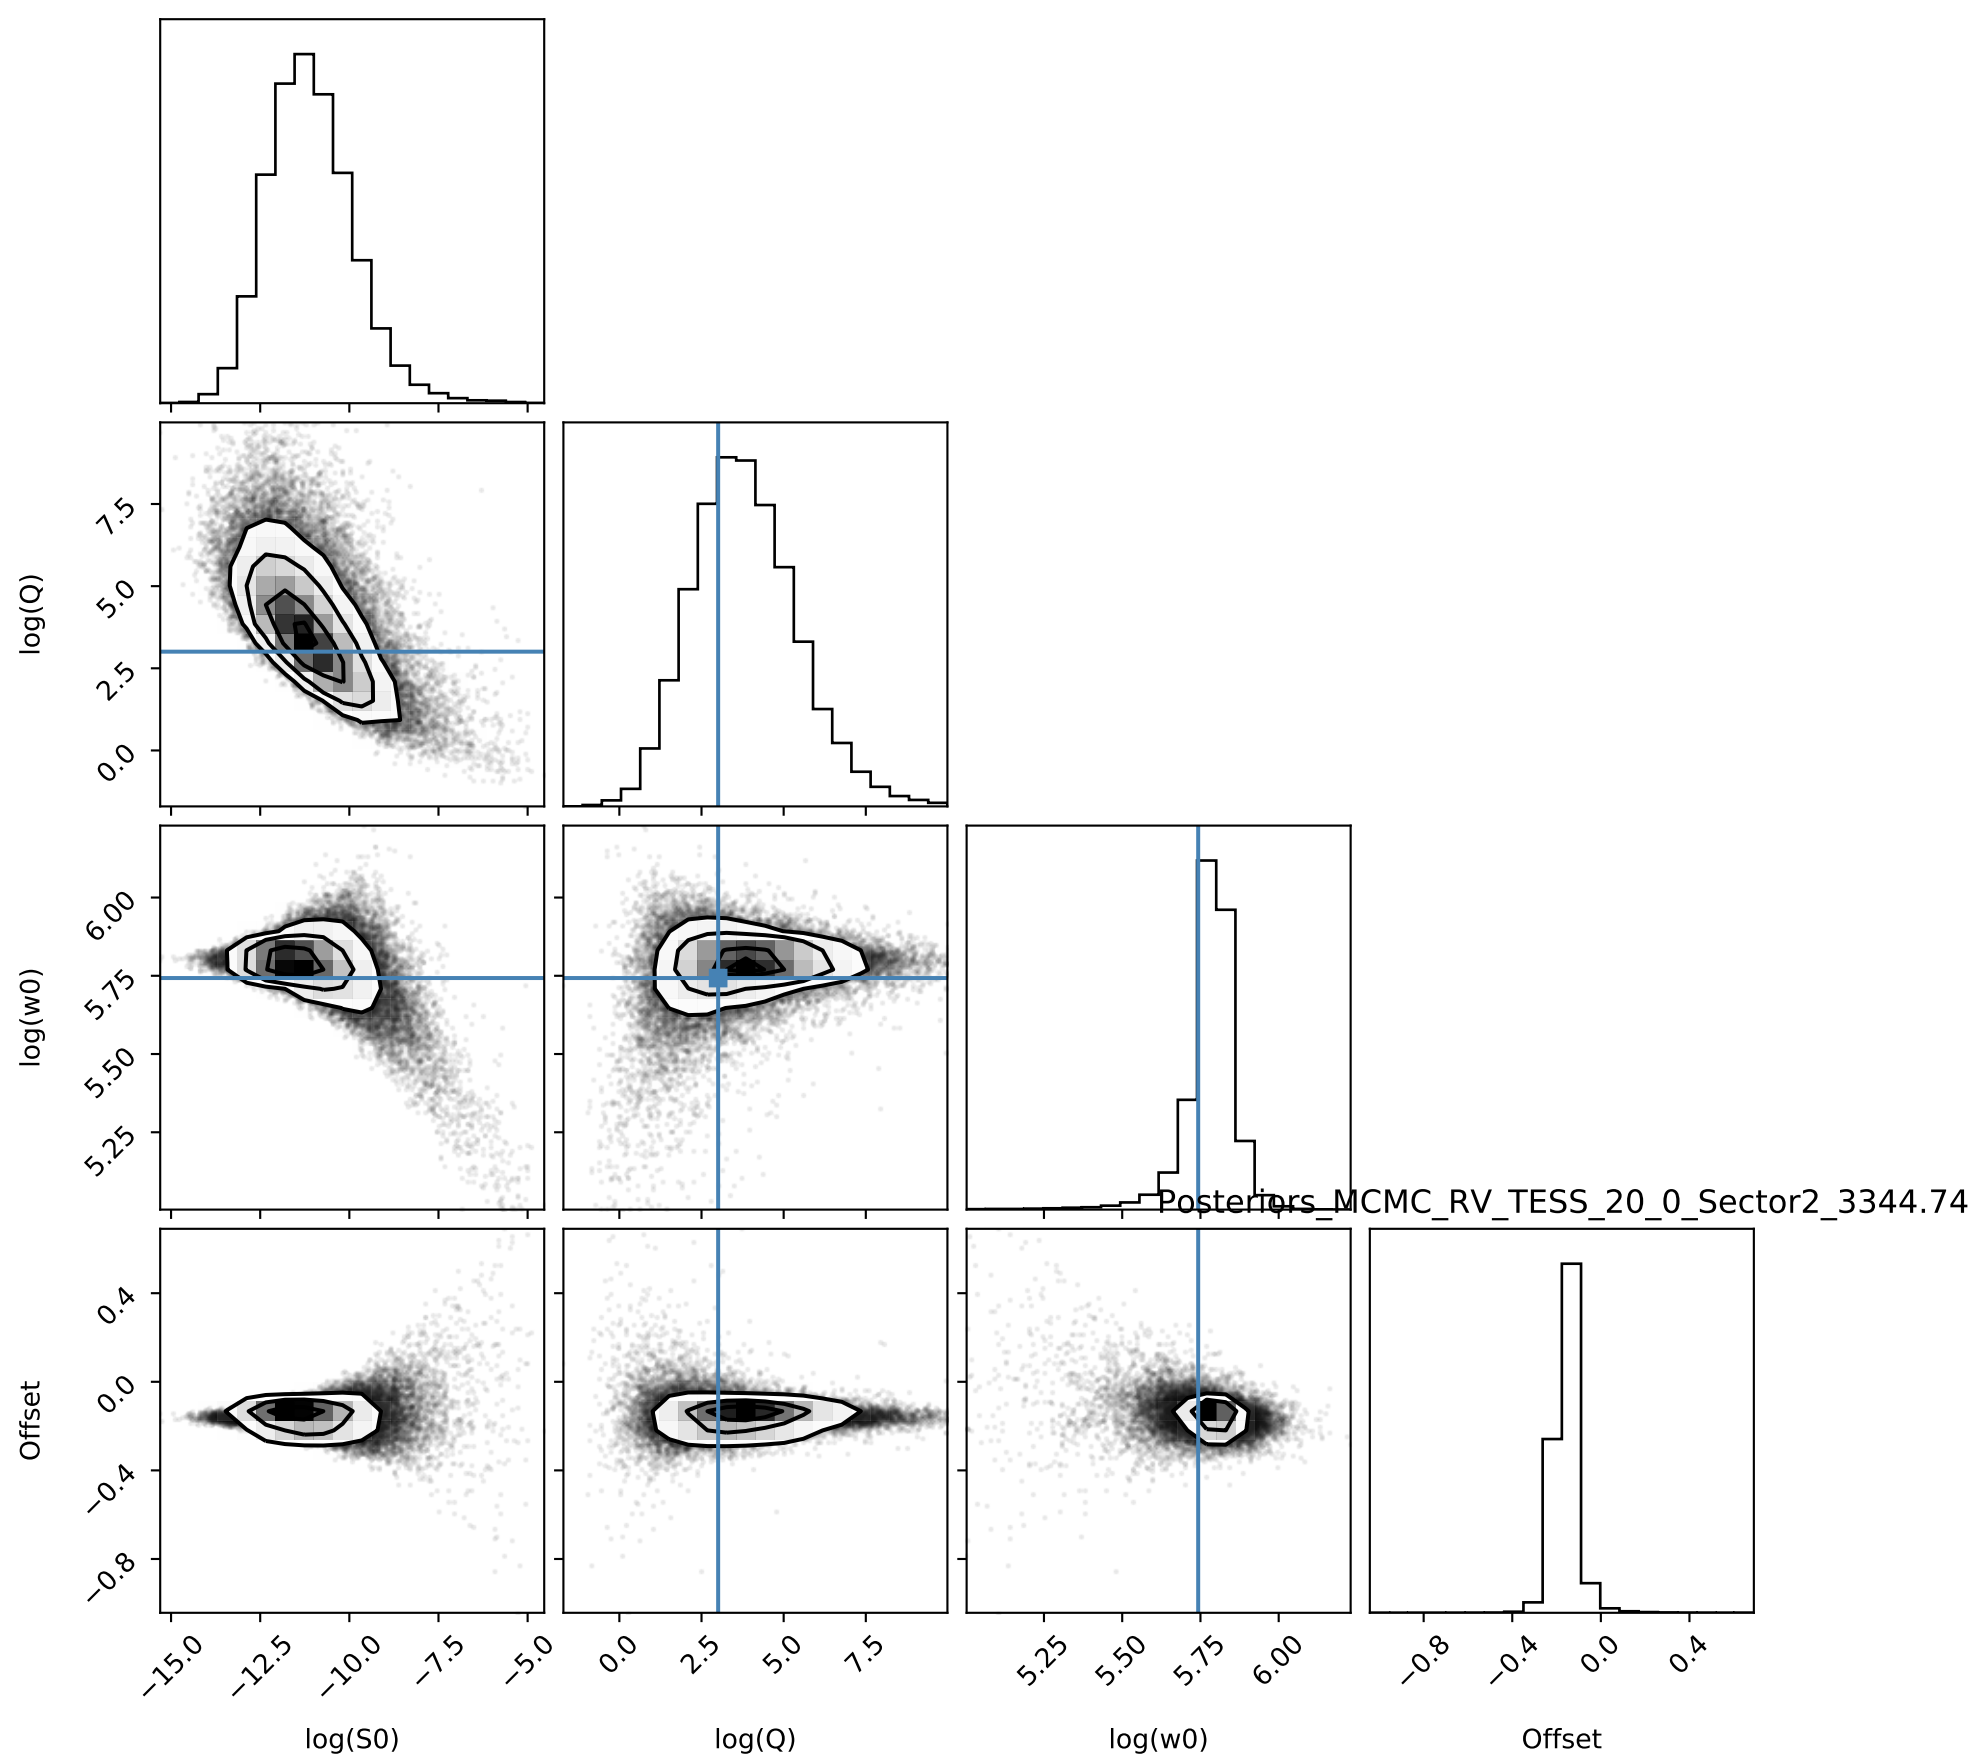 log(Q)
7.5
5.0
2.5
0.0
log(w0)
6.00
5.75
5.50
5.25
Posteriors_MCMC_RV_TESS_20_0_Sector2_3344.74
Offset
0.4
0.0
−0.4
−0.8
−15.0 −12.5 −10.0 −7.5 −5.0 0.0 2.5 5.0 7.5 5.25 5.50 5.75 6.00 −0.8 −0.4 0.0 0.4
log(S0) log(Q) log(w0) Offset